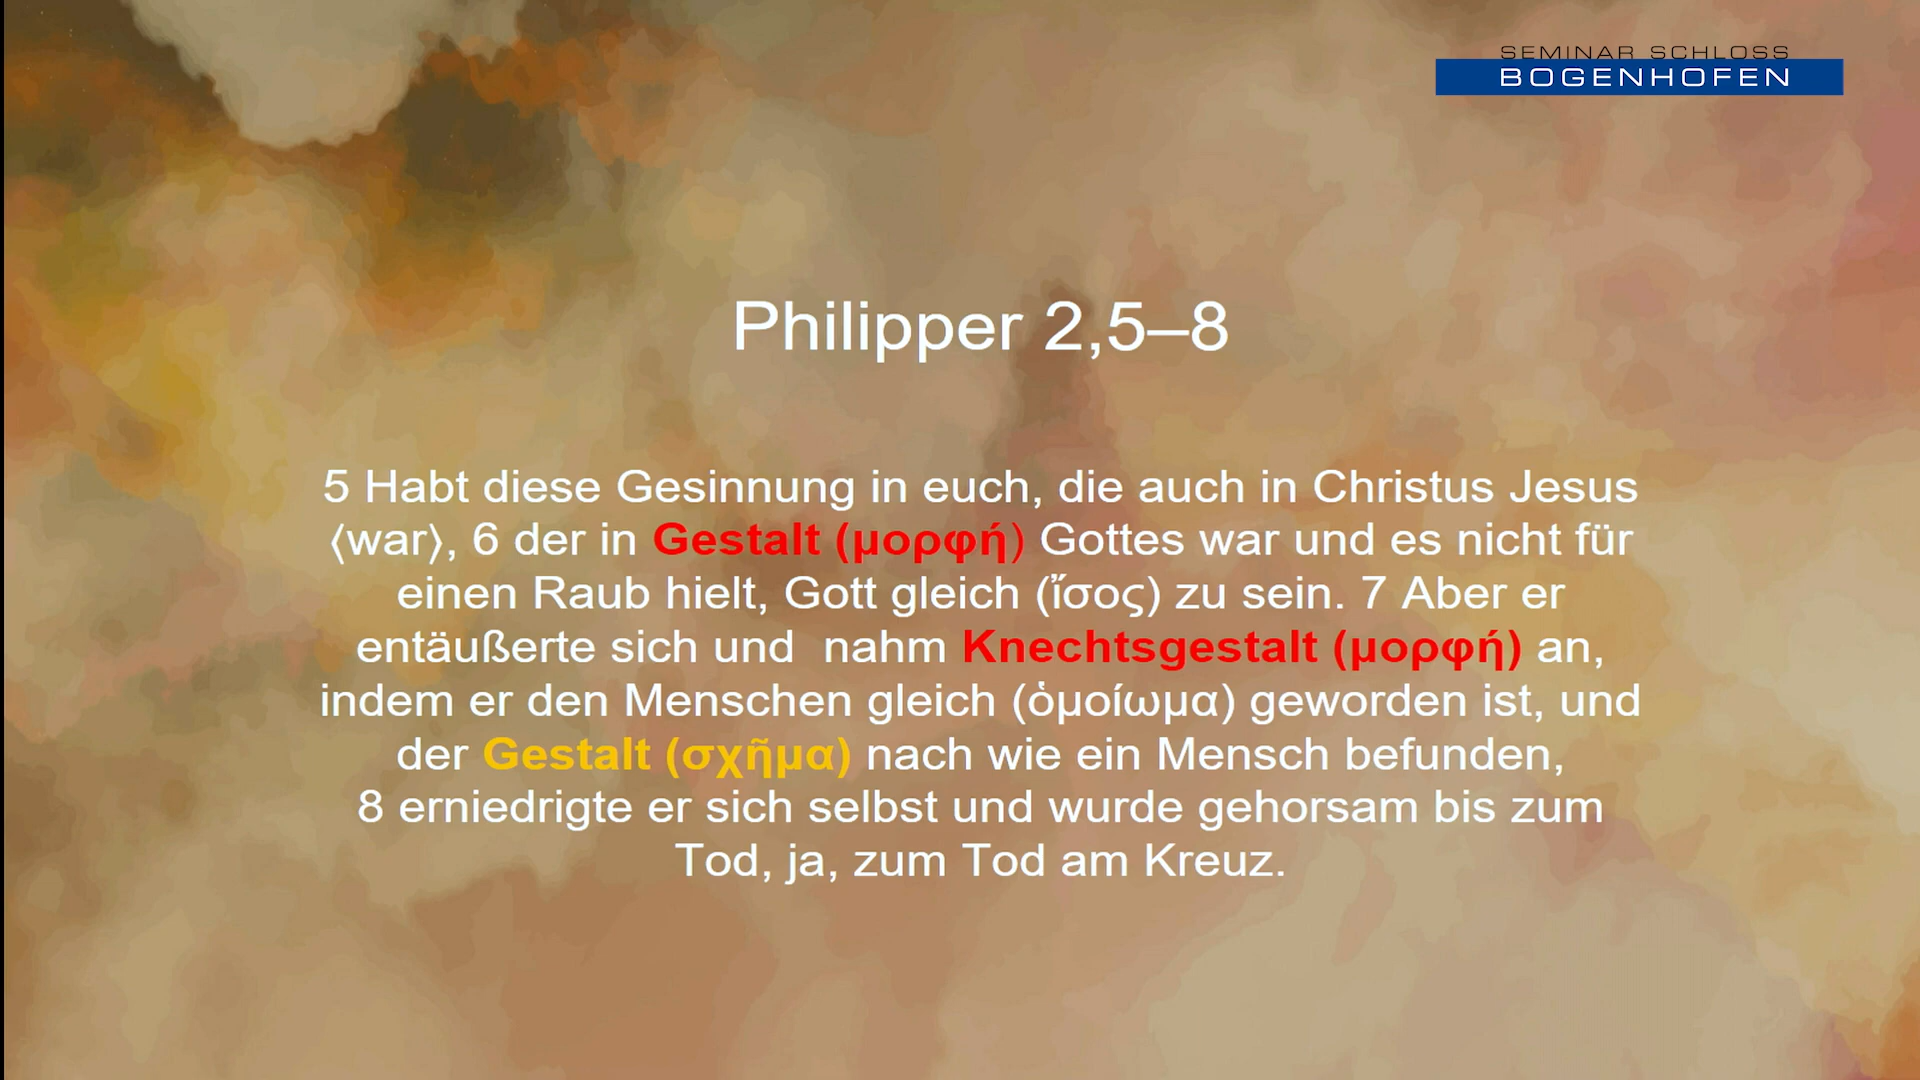 SEMINAR SCHLOSS
BOGENHOFEN
Philipper 2,5–8
5 Habt diese Gesinnung in euch, die auch in Christus Jesus
⟨war⟩, 6 der in Gestalt (μορφή) Gottes war und es nicht für
einen Raub hielt, Gott gleich (ἴσος) zu sein. 7 Aber er
entäußerte sich und  nahm Knechtsgestalt (μορφή) an,
indem er den Menschen gleich (ὁμοίωμα) geworden ist, und
der Gestalt (σχῆμα) nach wie ein Mensch befunden,
8 erniedrigte er sich selbst und wurde gehorsam bis zum
Tod, ja, zum Tod am Kreuz.